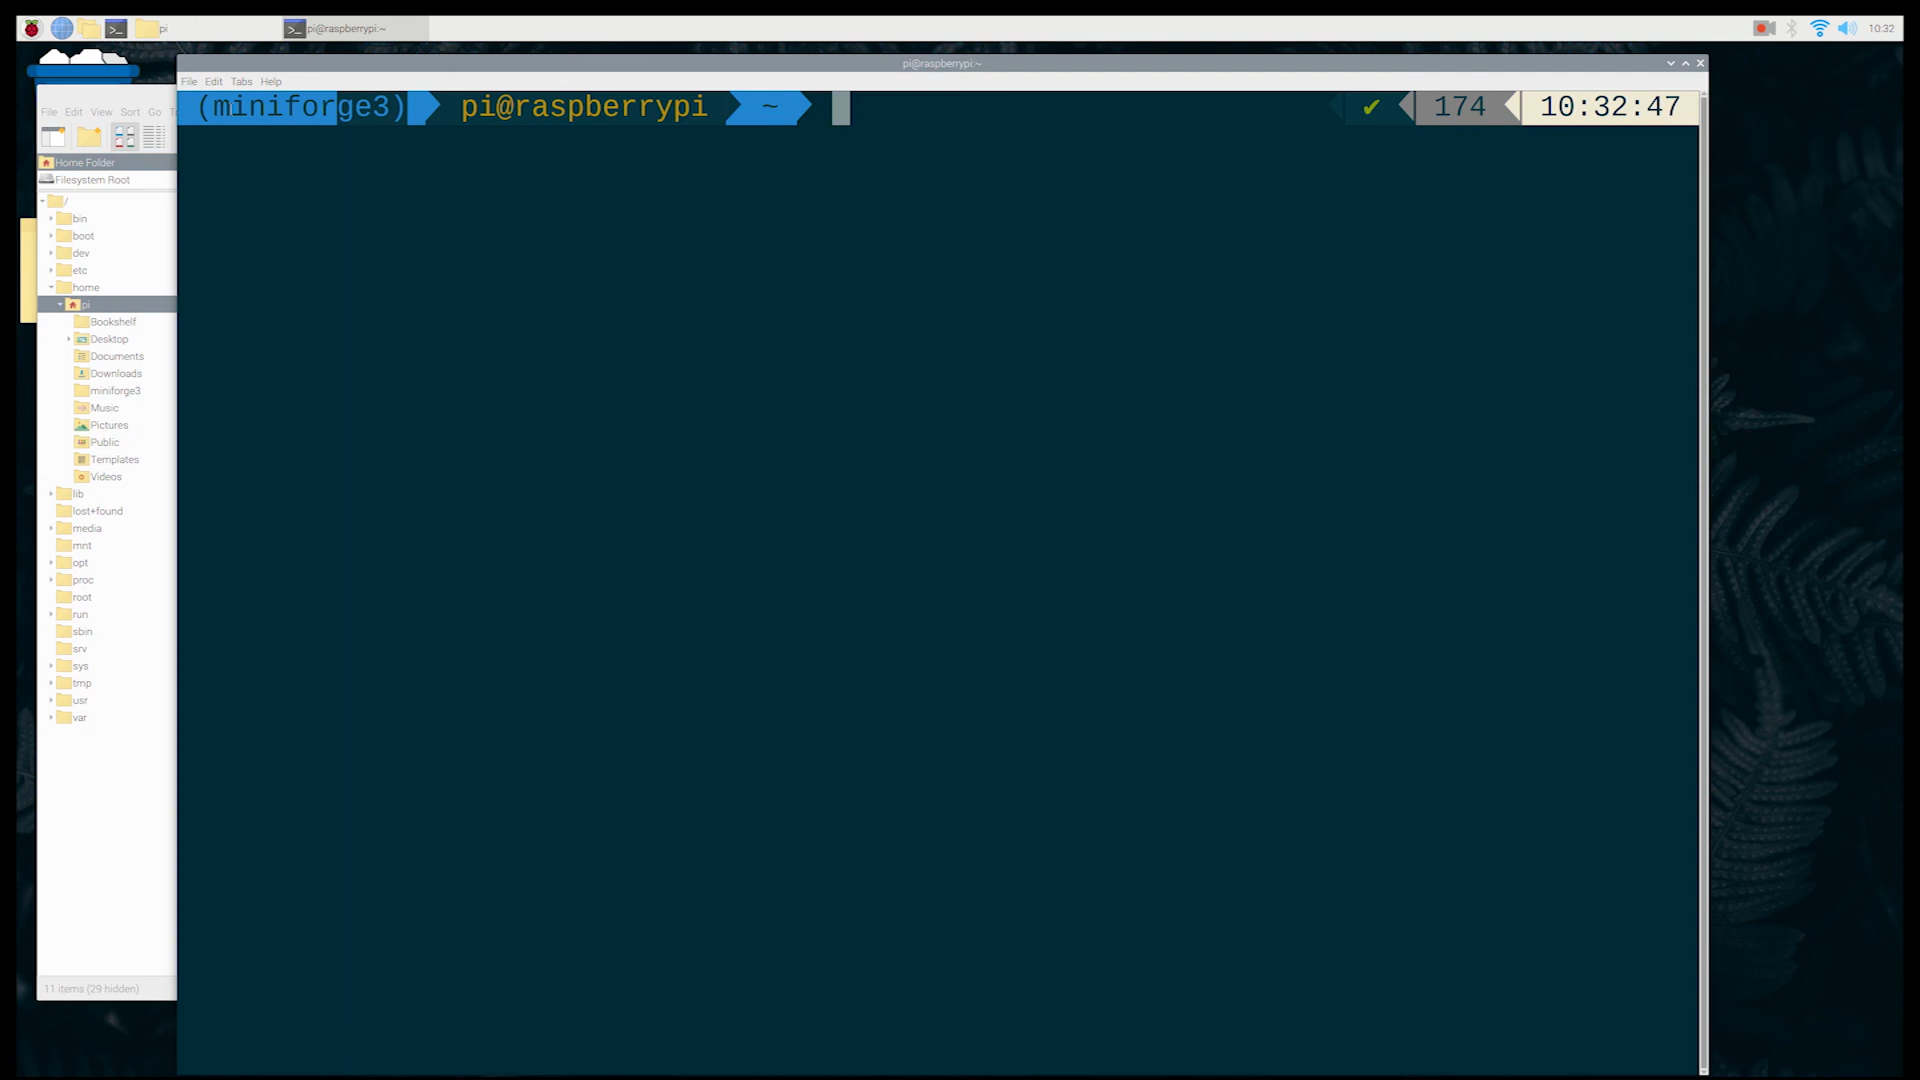 pi
pi@raspberrypi:~
10:32
pi@raspberrypi:~
File Edit Tabs Help
(miniforge3) pi@raspberrypi ~ ✔ 174 10:32:47
File Edit View Sort Go
Home Folder
Filesystem Root
/
bin
boot
dev
etc
home
pi
Bookshelf
Desktop
Documents
Downloads
miniforge3
Music
Pictures
Public
Templates
Videos
lib
lost+found
media
mnt
opt
proc
root
run
sbin
srv
sys
tmp
usr
var
11 items (29 hidden)